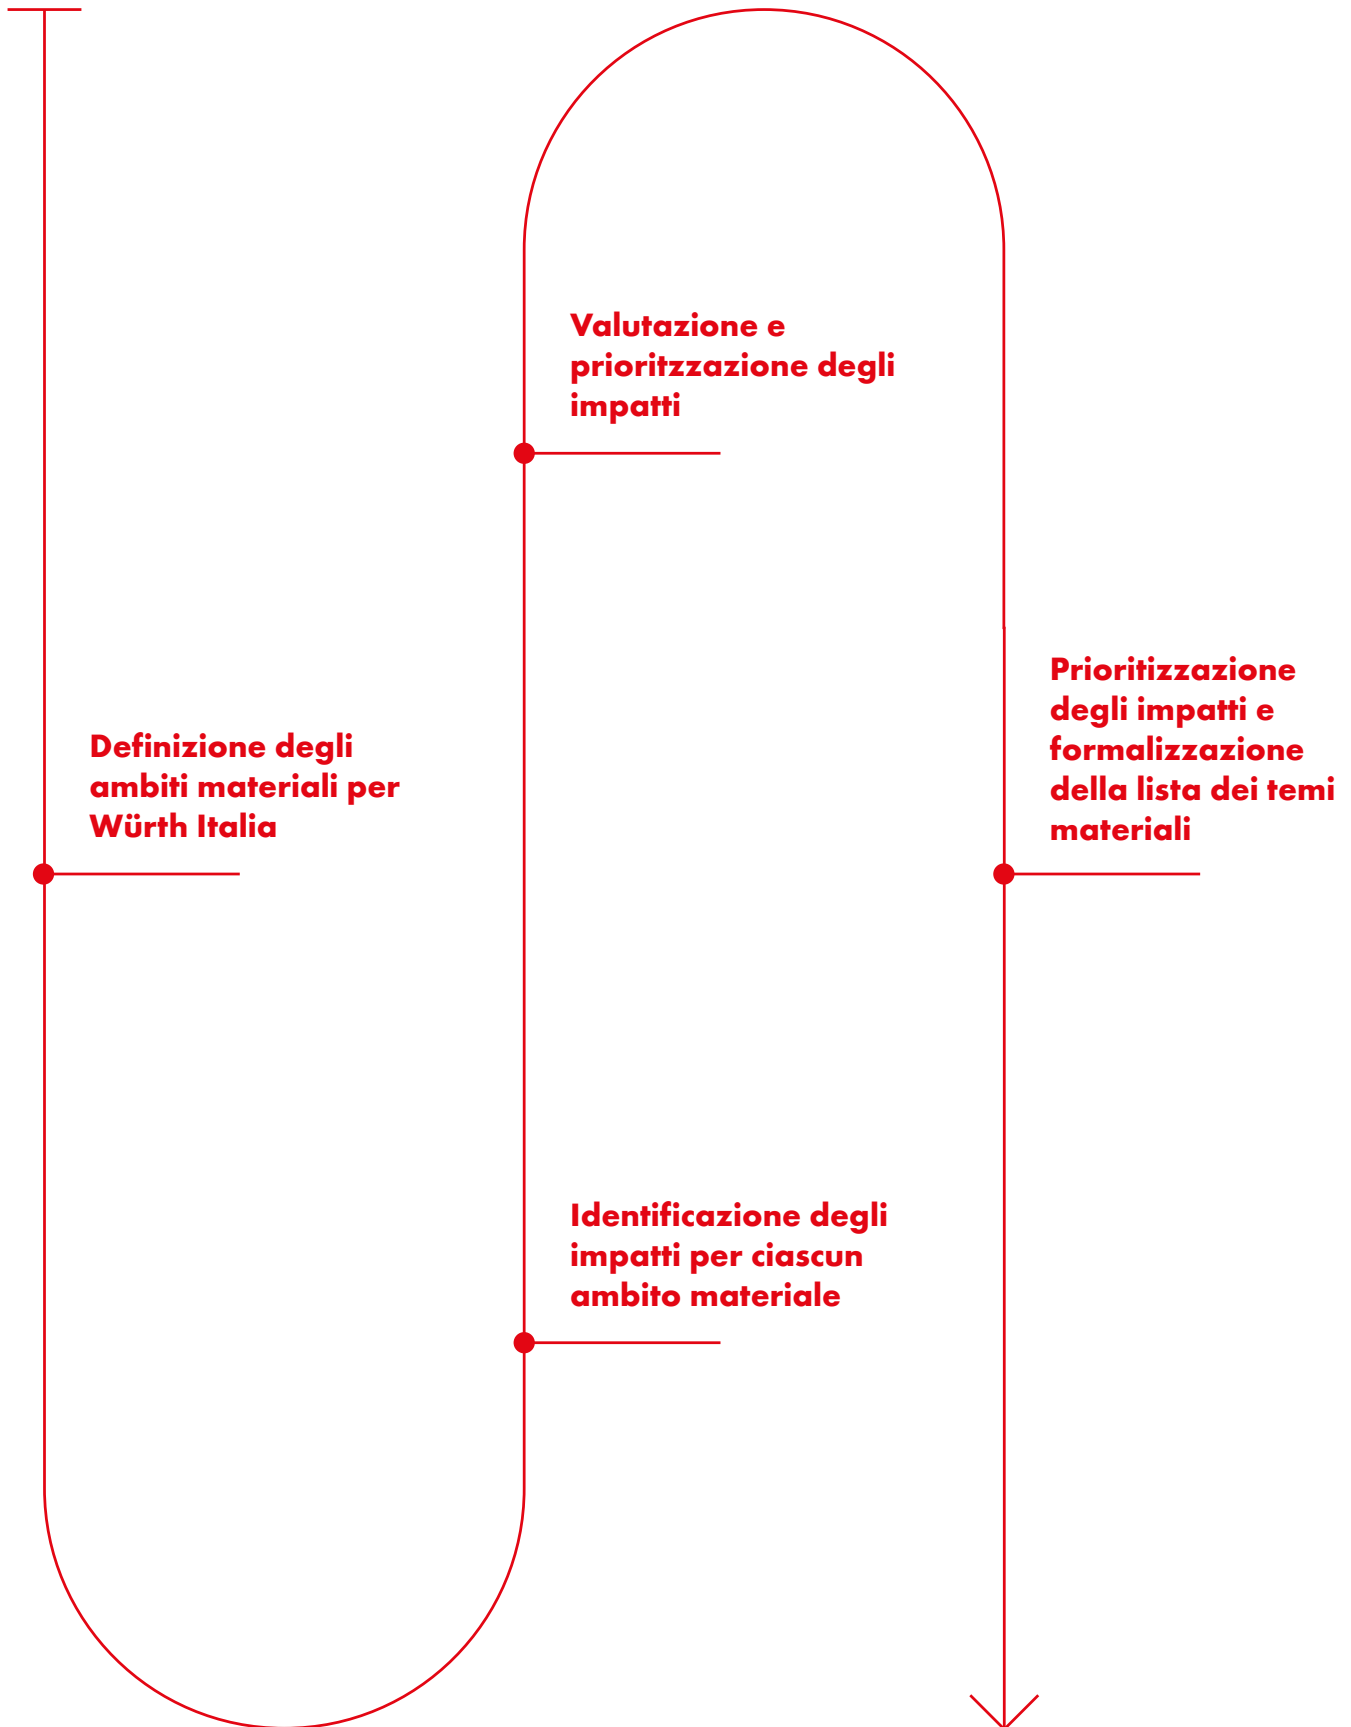 Definizione degli
ambiti materiali per
Würth Italia
Identificazione degli
impatti per ciascun
ambito materiale
Valutazione e
prioritzzazione degli
impatti
Prioritizzazione
degli impatti e
formalizzazione
della lista dei temi
materiali